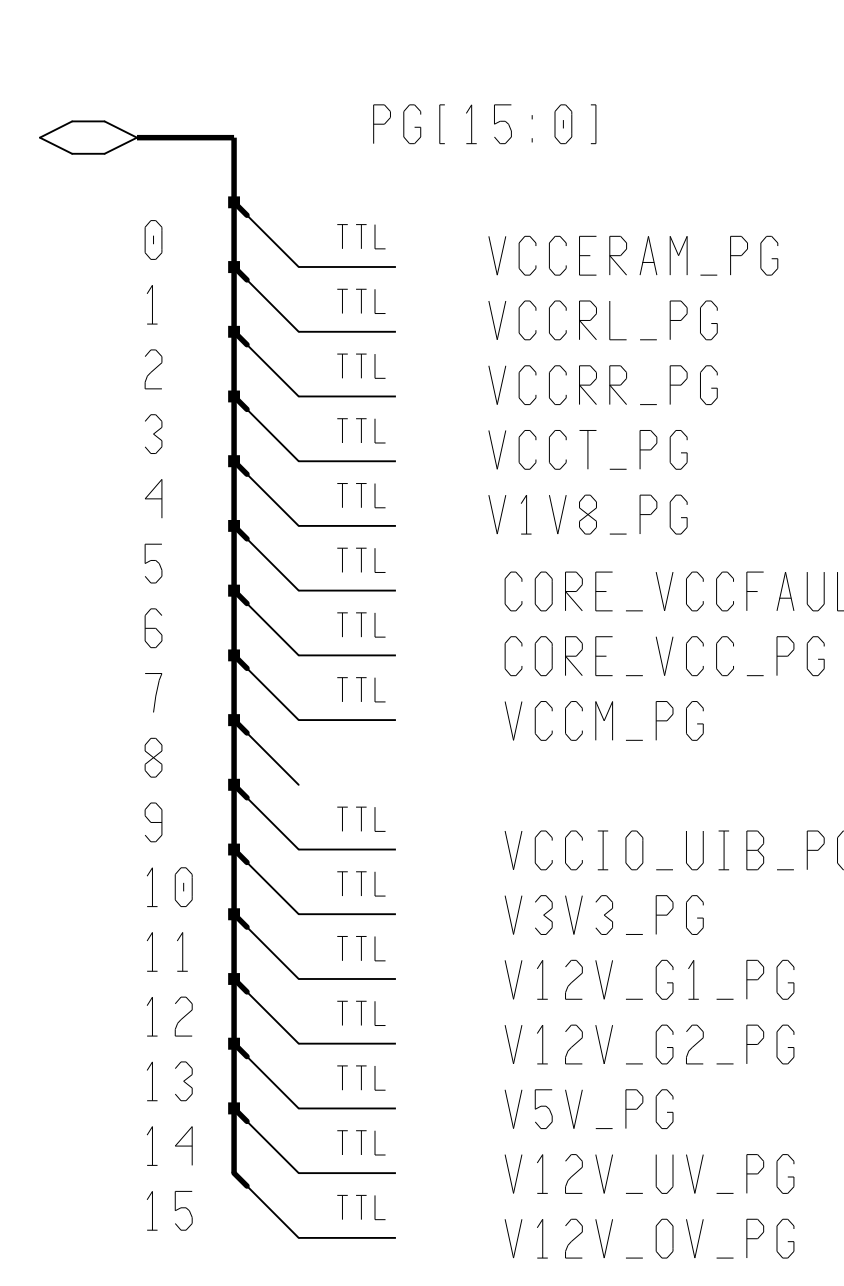 PG[15:0]
0 TTL VCCERAM_PG
1 TTL VCCRL_PG
2 TTL VCCRR_PG
3 TTL VCCT_PG
4 TTL V1V8_PG
5 TTL CORE_VCCFAUL
6 TTL CORE_VCC_PG
7 TTL VCCM_PG
8
9 TTL VCCIO_UIB_PG
10 TTL V3V3_PG
11 TTL V12V_G1_PG
12 TTL V12V_G2_PG
13 TTL V5V_PG
14 TTL V12V_UV_PG
15 TTL V12V_OV_PG